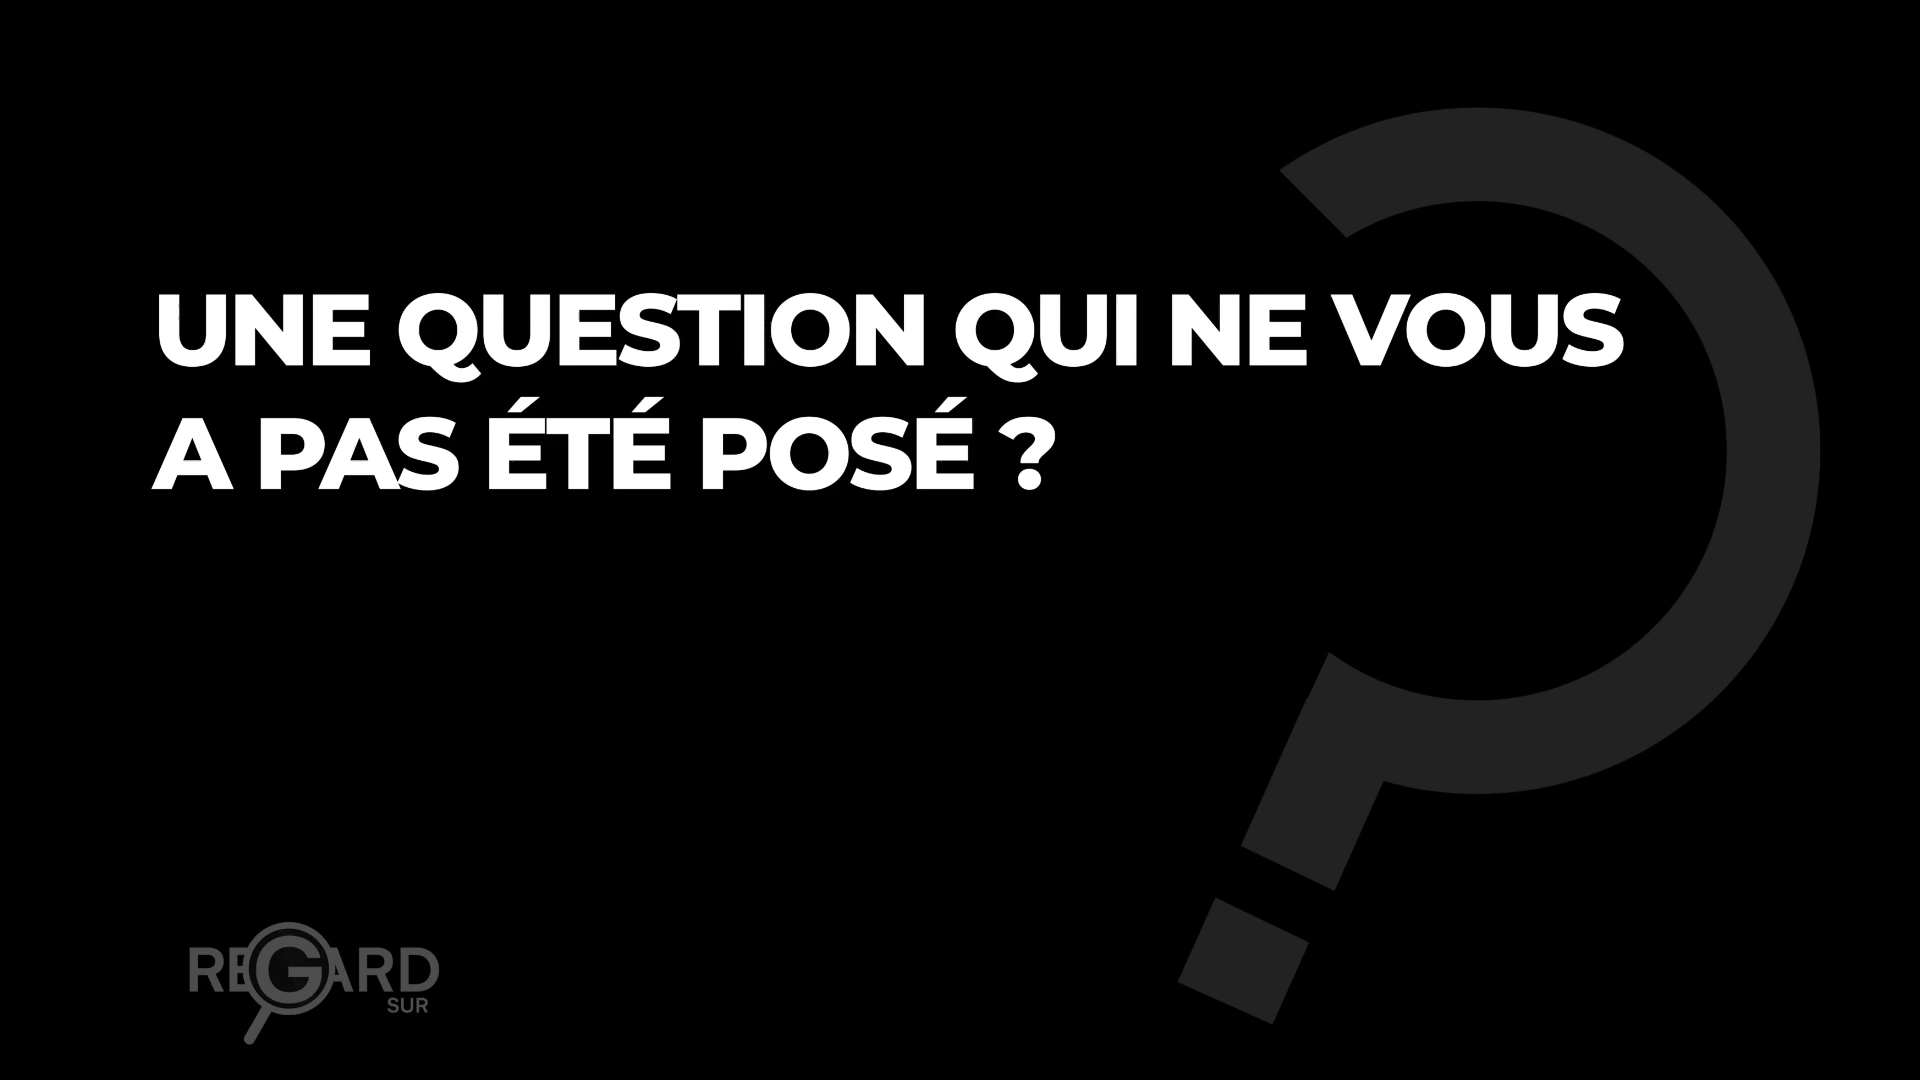 UNE QUESTION QUI NE VOUS
A PAS ÉTÉ POSÉ ?
REGARD
SUR